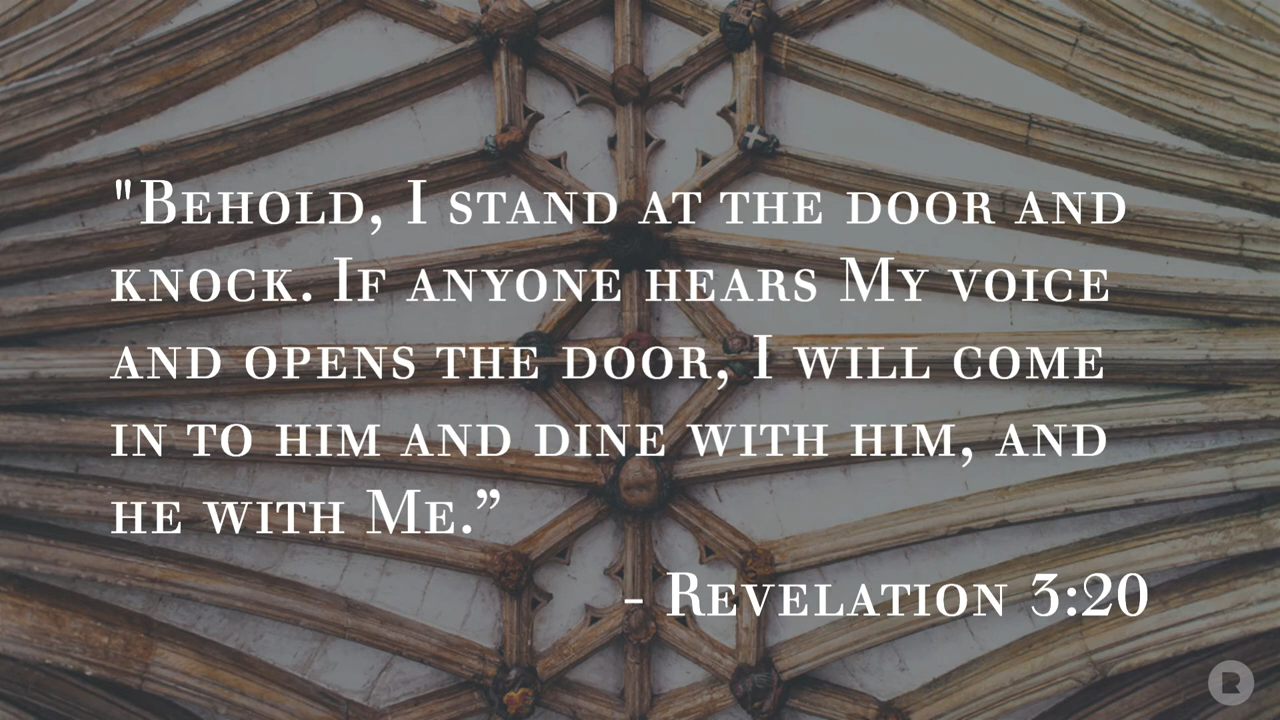 "Behold, I stand at the door and
knock. If anyone hears My voice
and opens the door, I will come
in to him and dine with him, and
he with Me.”
- Revelation 3:20
R